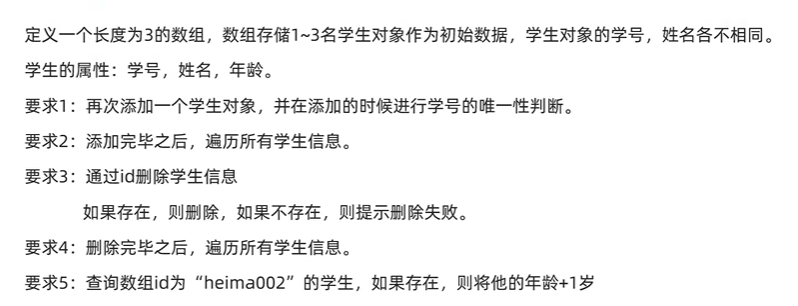 定义一个长度为3的数组，数组存储1~3名学生对象作为初始数据，学生对象的学号，姓名各不相同。
学生的属性：学号，姓名，年龄。
要求1：再次添加一个学生对象，并在添加的时候进行学号的唯一性判断。
要求2：添加完毕之后，遍历所有学生信息。
要求3：通过id删除学生信息
如果存在，则删除，如果不存在，则提示删除失败。
要求4：删除完毕之后，遍历所有学生信息。
要求5：查询数组id为“heima002”的学生，如果存在，则将他的年龄+1岁